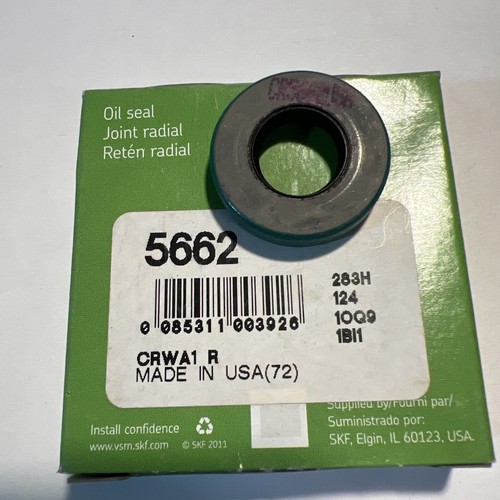 Oil seal
Joint radial
Retén radial
5662
0 085311 003926
283H
124
10Q9
1BI1
CRWA1 R
MADE IN USA(72)
Supplied by/Fourni par/
Suministrado por:
SKF, Elgin, IL 60123, USA.
Install confidence
www.vsm.skf.com
© SKF 2011